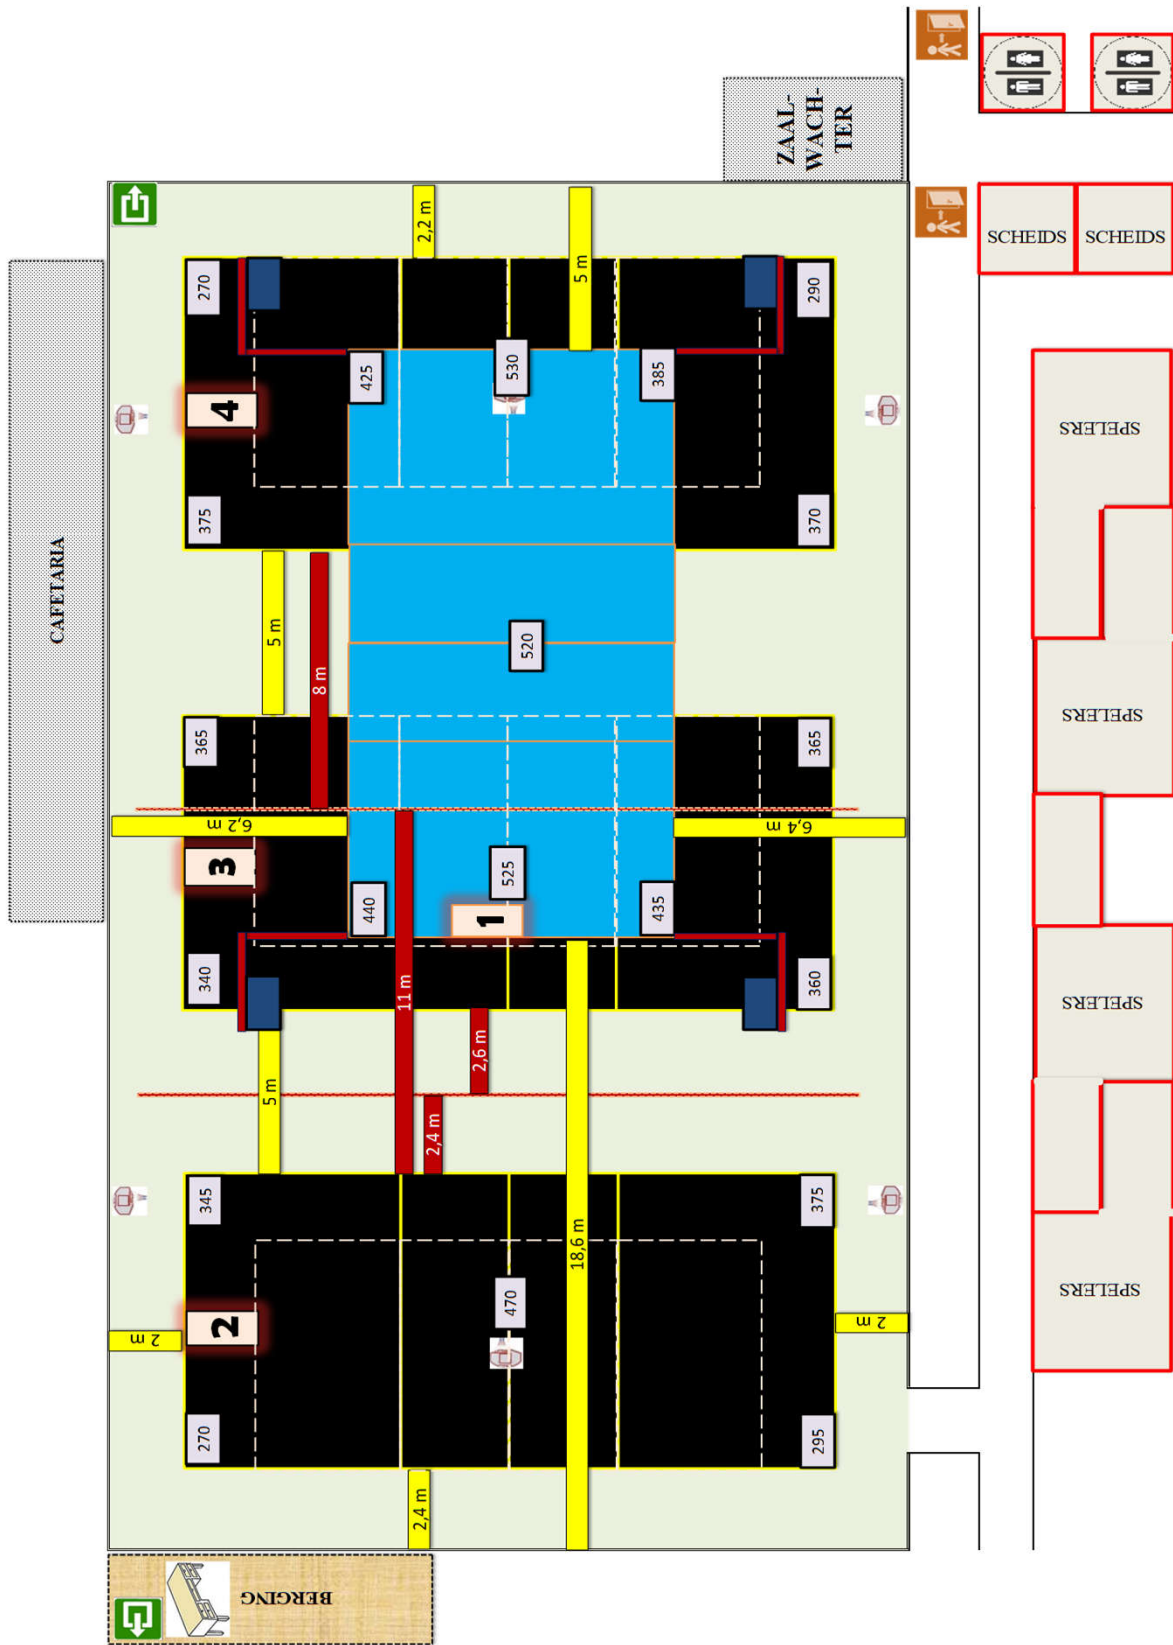 CAFETARIA
ZAAL-
WACH-
TER
BERGING
2,2 m
5 m
270
290
425
530
385
4
375
370
5 m
8 m
520
365
365
6,2 m
6,4 m
3
440
525
435
1
340
360
11 m
2,6 m
5 m
2,4 m
18,6 m
345
375
2
470
2 m
2 m
270
295
2,4 m
SCHEIDS
SCHEIDS
SPELERS
SPELERS
SPELERS
SPELERS